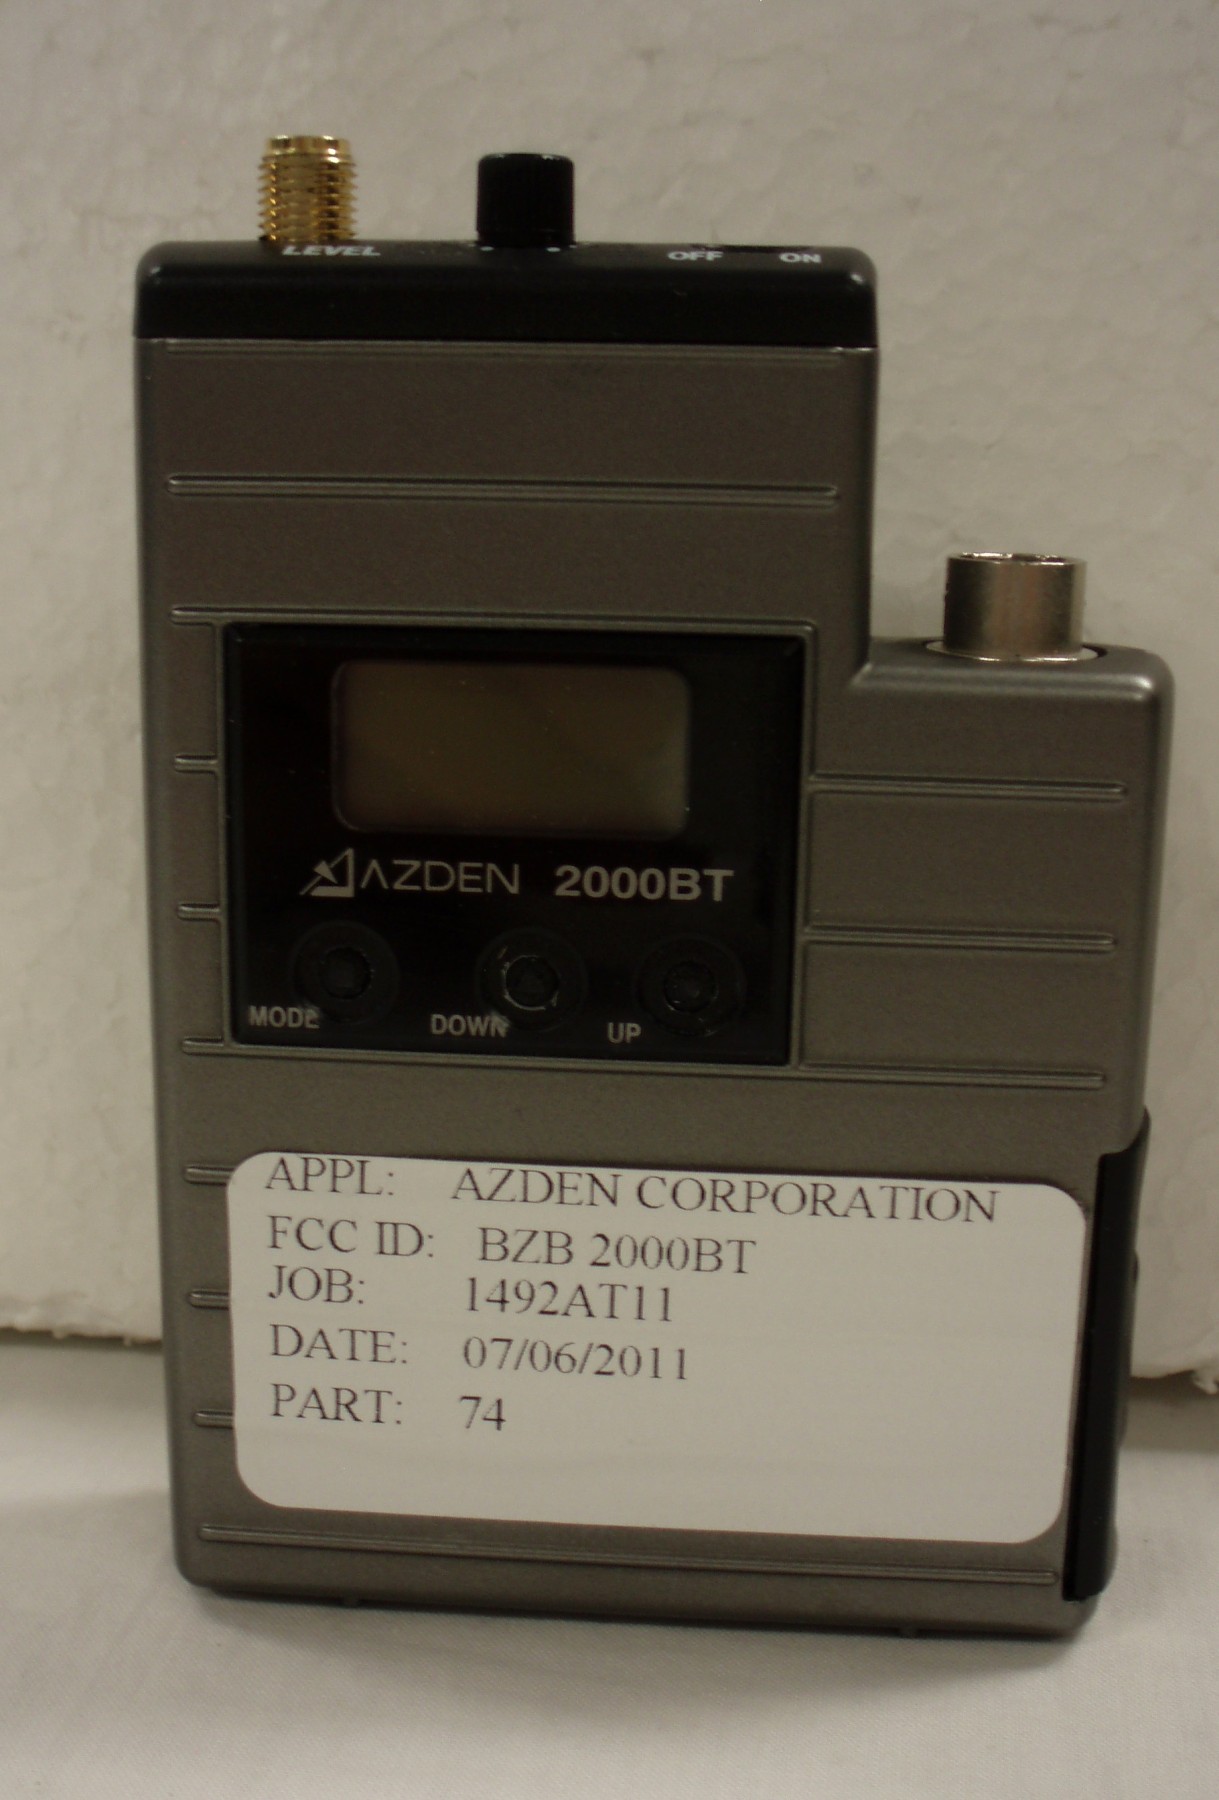 LEVEL OFF ON
AZDEN 2000BT
MODE DOWN UP
APPL: AZDEN CORPORATION
FCC ID: BZB 2000BT
JOB: 1492AT11
DATE: 07/06/2011
PART: 74